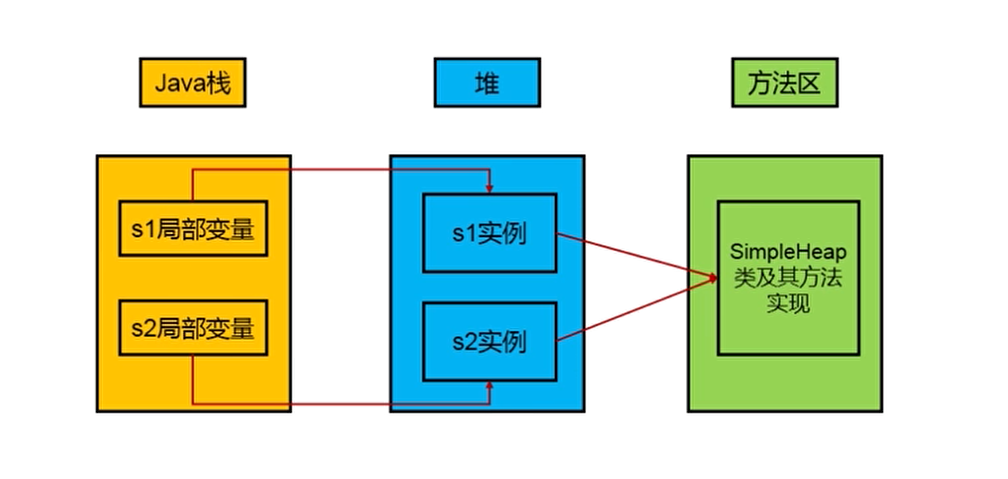 Java栈
堆
方法区
s1局部变量
s2局部变量
s1实例
s2实例
SimpleHeap
类及其方法
实现